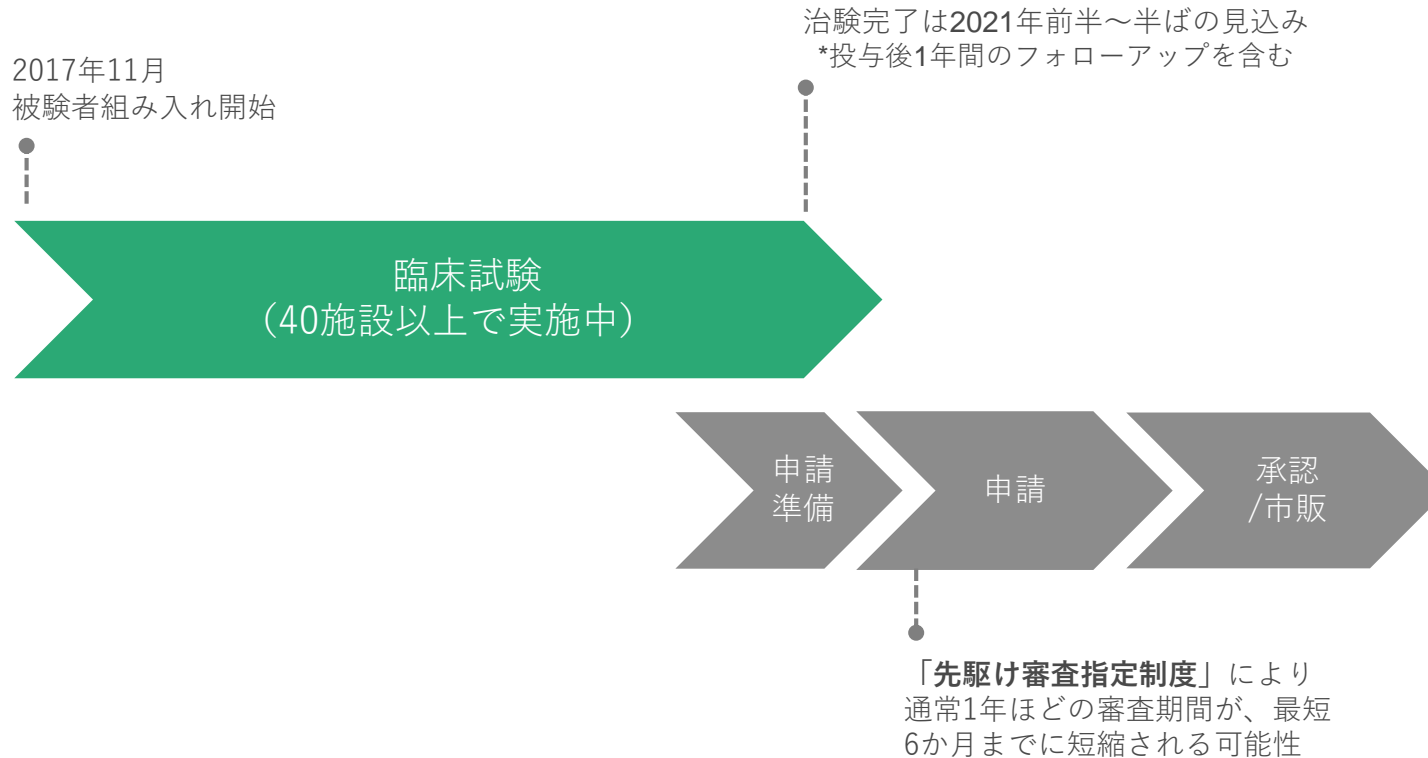 2017年11月
被験者組み入れ開始
治験完了は2021年前半～半ばの見込み
*投与後1年間のフォローアップを含む
臨床試験
（40施設以上で実施中）
申請
準備
申請
承認
/市販
「先駆け審査指定制度」により
通常1年ほどの審査期間が、最短
6か月までに短縮される可能性